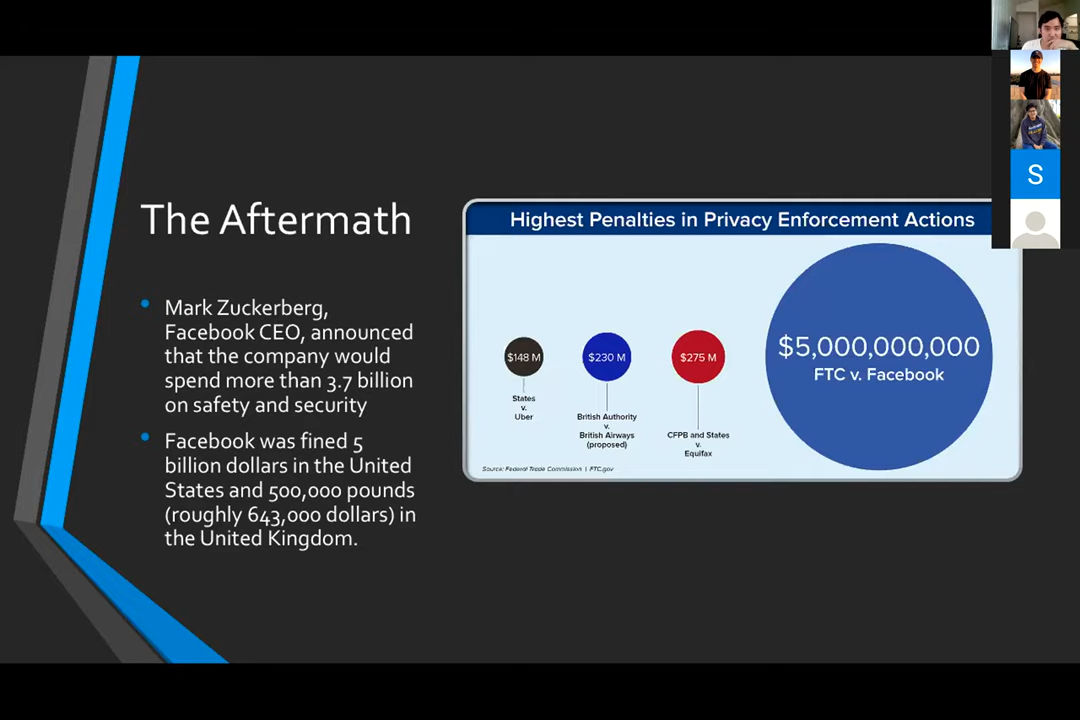 The Aftermath
Mark Zuckerberg,
Facebook CEO, announced
that the company would
spend more than 3.7 billion
on safety and security
Facebook was fined 5
billion dollars in the United
States and 500,000 pounds
(roughly 643,000 dollars) in
the United Kingdom.
Highest Penalties in Privacy Enforcement Actions
$148 M
States
v.
Uber
$230 M
British Authority
v.
British Airways
(proposed)
$275 M
CFPB and States
v.
Equifax
$5,000,000,000
FTC v. Facebook
Source: Federal Trade Commission | FTC.gov
S